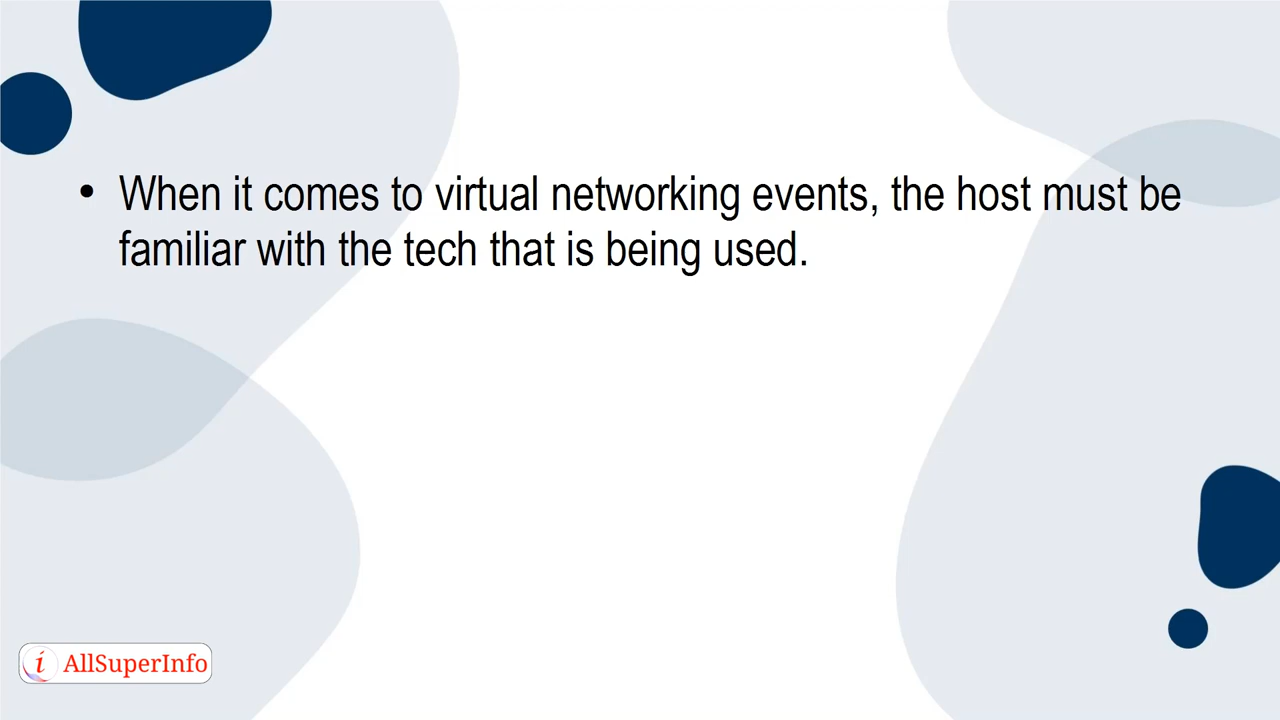 • When it comes to virtual networking events, the host must be
familiar with the tech that is being used.
i AllSuperInfo